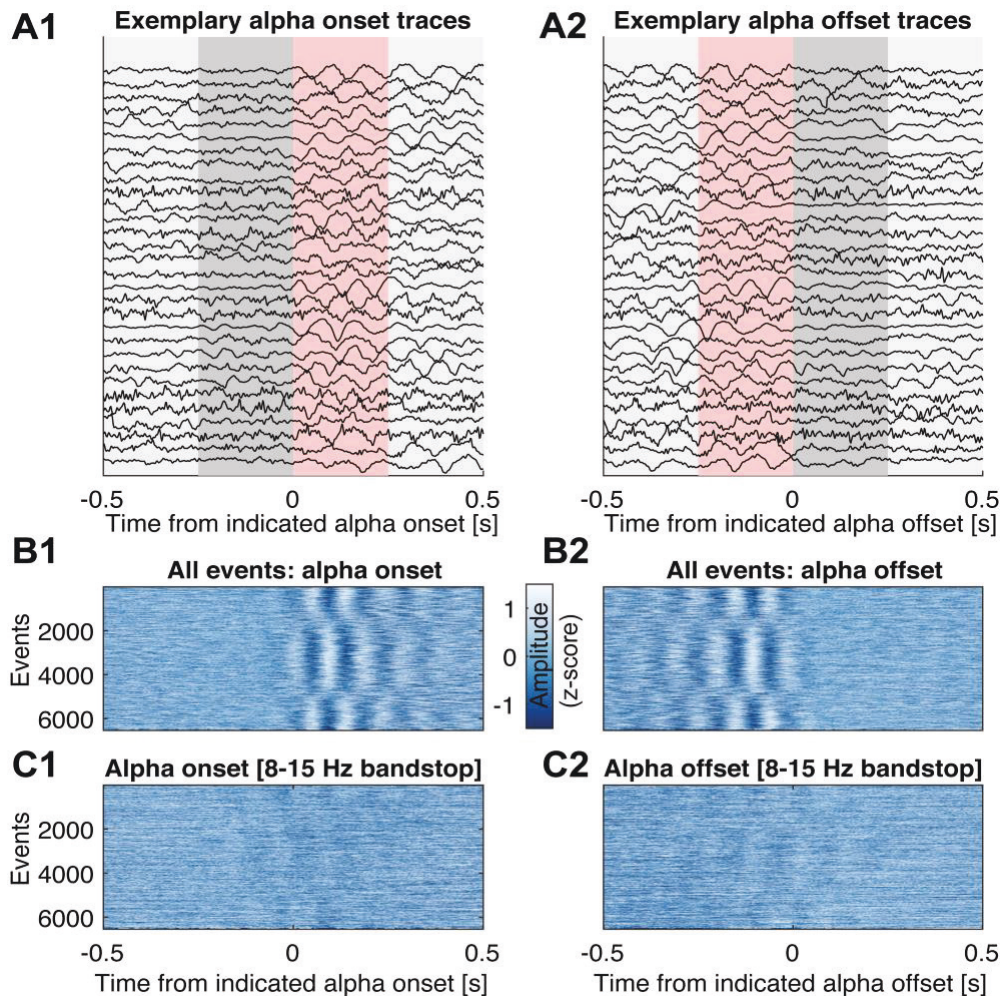 A1 Exemplary alpha onset traces
-0.5 0 0.5
Time from indicated alpha onset [s]
A2 Exemplary alpha offset traces
-0.5 0 0.5
Time from indicated alpha offset [s]
B1
All events: alpha onset
Events
2000
4000
6000
1
0
-1
Amplitude
(z-score)
B2
All events: alpha offset
C1
Alpha onset [8-15 Hz bandstop]
Events
2000
4000
6000
-0.5 0 0.5
Time from indicated alpha onset [s]
C2
Alpha offset [8-15 Hz bandstop]
-0.5 0 0.5
Time from indicated alpha offset [s]